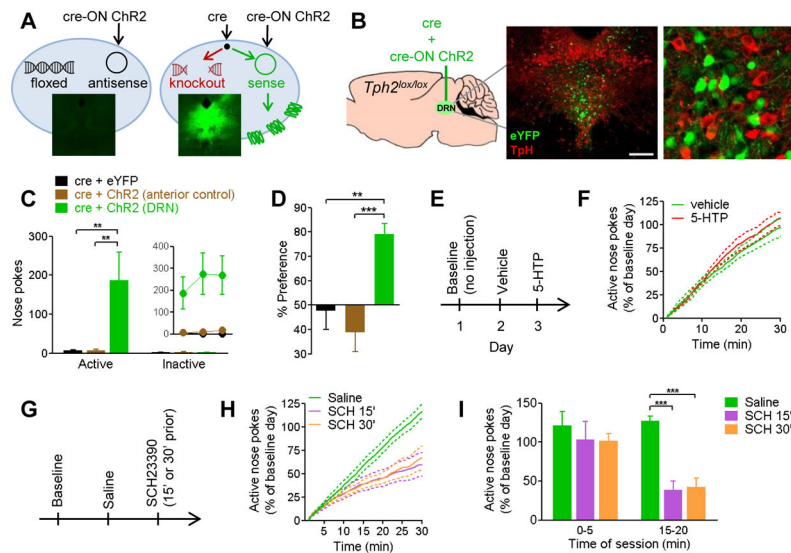 A
cre-ON ChR2
floxed
antisense
cre
cre-ON ChR2
knockout
sense
B
cre
+
cre-ON ChR2
Tph2lox/lox
DRN
eYFP
TpH
C
cre + eYFP
cre + ChR2 (anterior control)
cre + ChR2 (DRN)
Nose pokes
300
200
100
0
**
**
400
200
0
Active
Inactive
D
% Preference
90
80
70
60
50
40
30
**
***
E
Baseline
(no injection)
Vehicle
5-HTP
1
2
3
Day
F
vehicle
5-HTP
Active nose pokes
(% of baseline day)
125
100
75
50
25
0
10
20
30
Time (min)
G
Baseline
Saline
SCH23390
(15' or 30' prior)
H
Saline
SCH 15'
SCH 30'
Active nose pokes
(% of baseline day)
125
100
75
50
25
0
5
10
15
20
25
30
Time (min)
I
Saline
SCH 15'
SCH 30'
Active nose pokes
(% of baseline day)
150
100
50
0
***
***
0-5
15-20
Time of session (min)